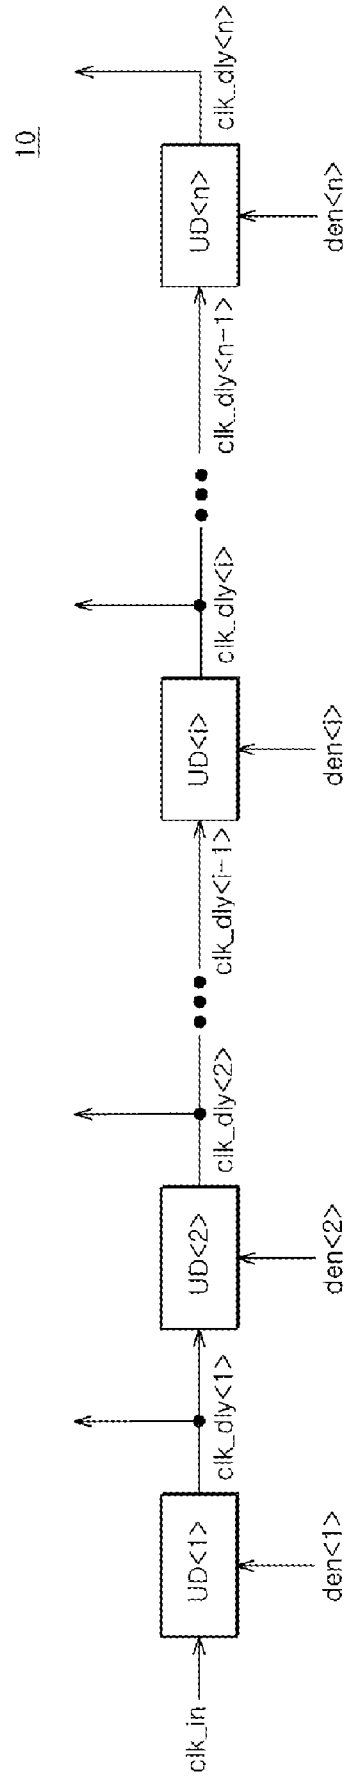 10
clk_in
UD<1>
den<1>
clk_dly<1>
UD<2>
den<2>
clk_dly<2>
clk_dly<i-1>
UD<i>
den<i>
clk_dly<i>
clk_dly<n-1>
UD<n>
den<n>
clk_dly<n>